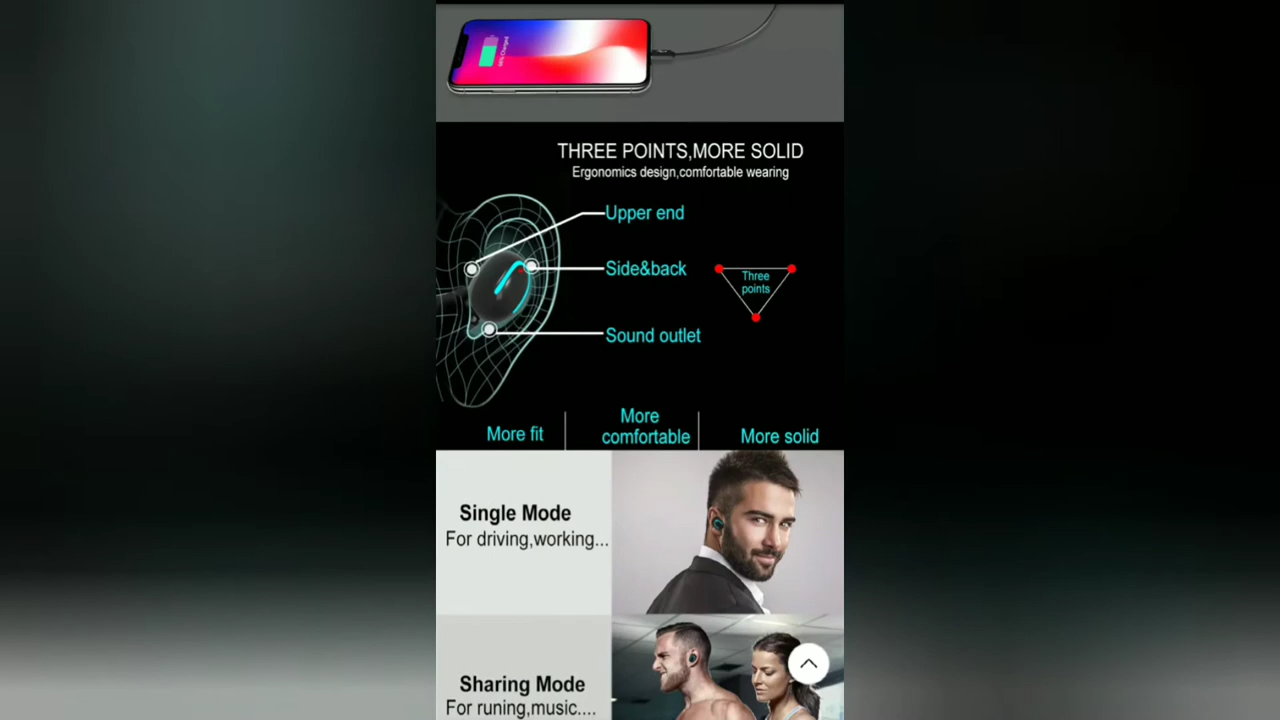 THREE POINTS,MORE SOLID
Ergonomics design,comfortable wearing
Upper end
Side&back
Three
points
Sound outlet
More fit
More
comfortable
More solid
Single Mode
For driving,working...
Sharing Mode
For runing,music....